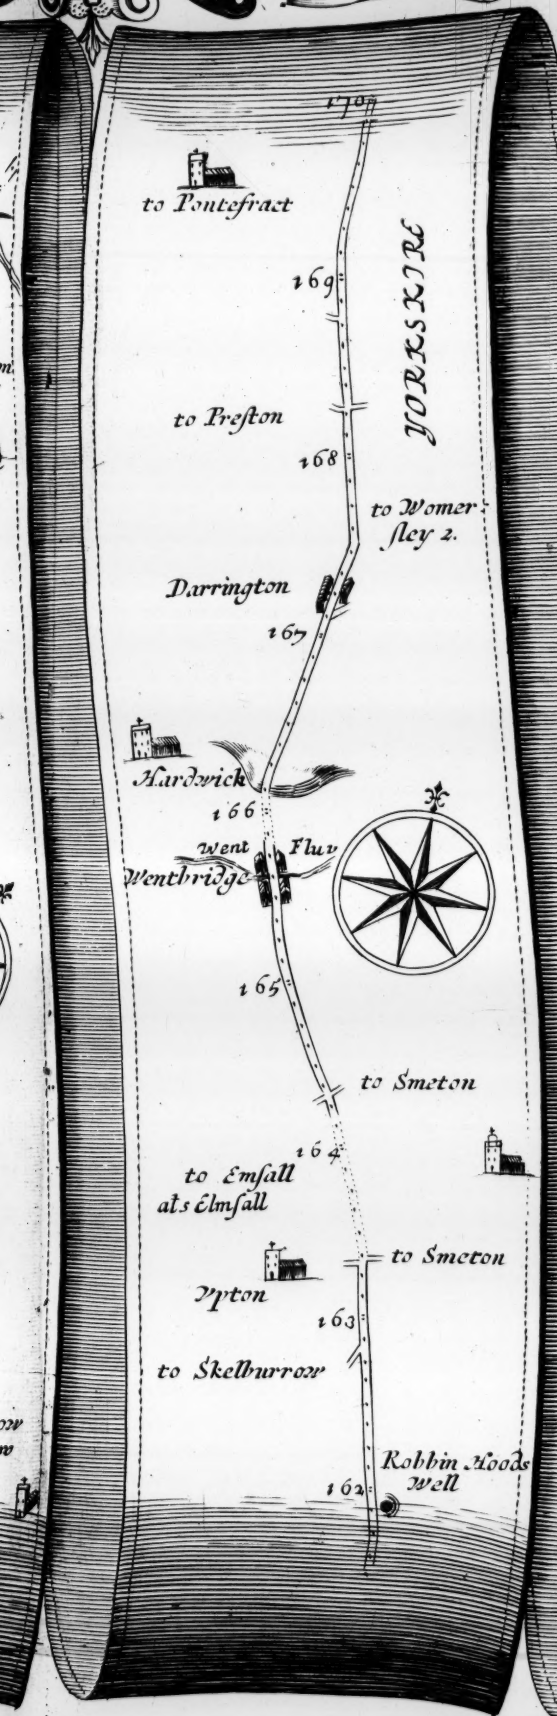 170
to Pontefract
169
YORKSHIRE
to Preſton
168
to Womer-
ſley 2.
Darrington
167
Hardwick
166
Went Fluv
Wentbridge
165
to Smeton
164
to Emſall
als Elmſall
to Smeton
Vpton
163
to Skelburrow
Robbin Hoods
Well
162